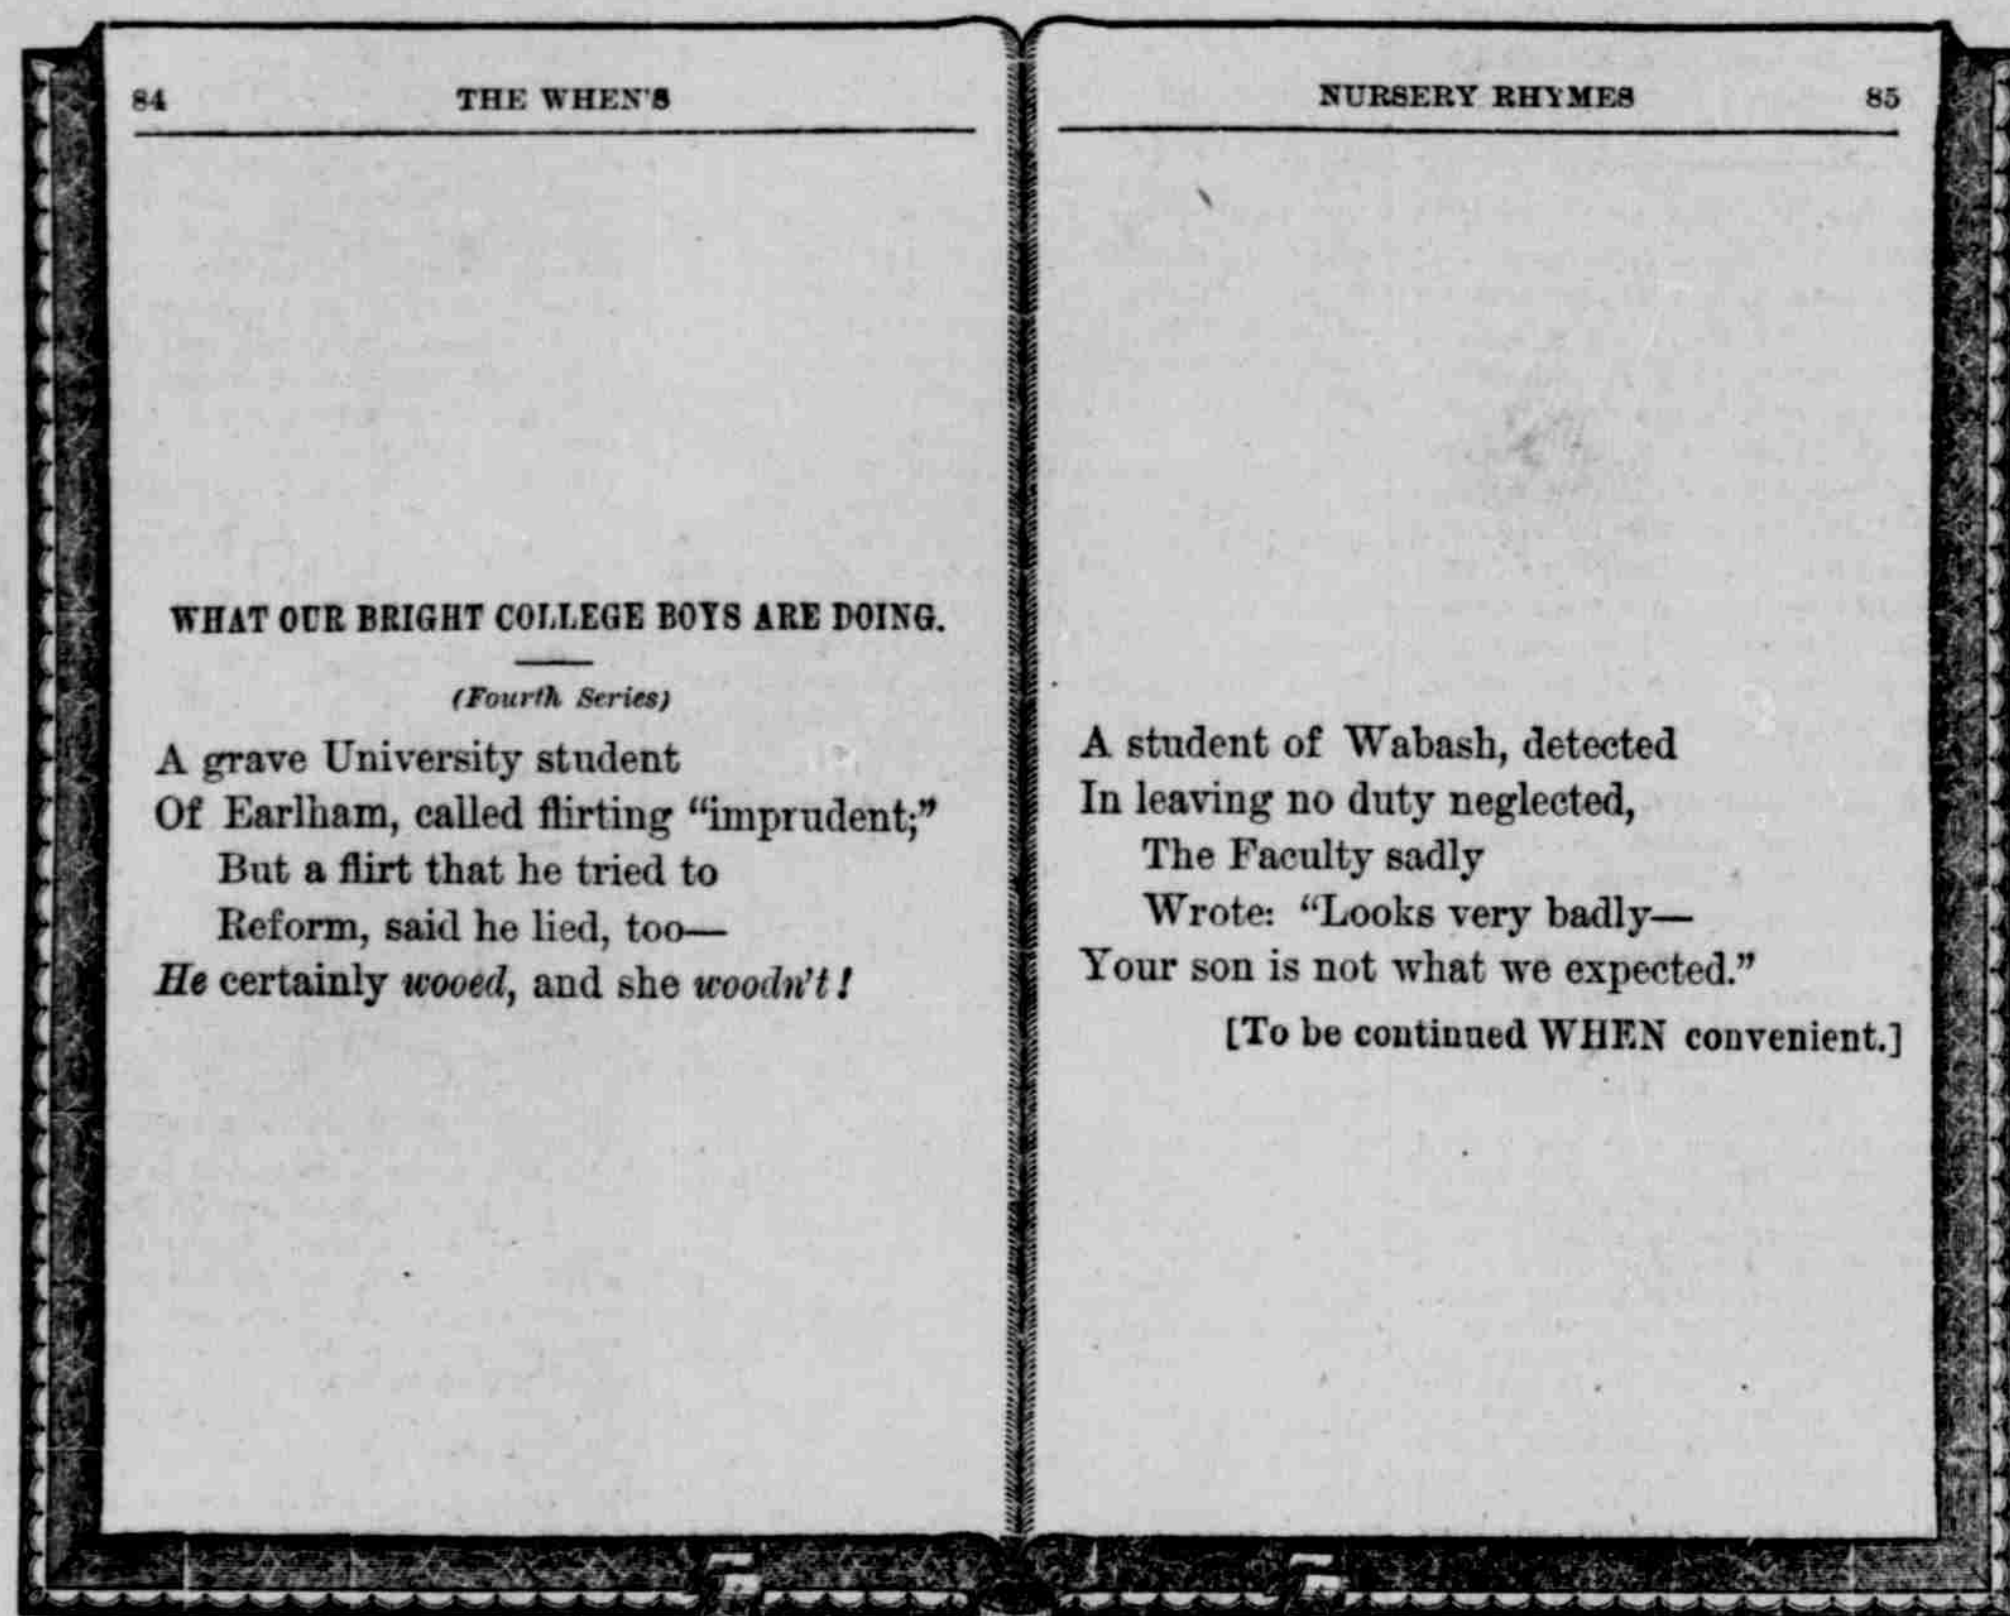 84 THE WHEN'S
WHAT OUR BRIGHT COLLEGE BOYS ARE DOING.
(Fourth Series)
A grave University student
Of Earlham, called flirting “imprudent;”
But a flirt that he tried to
Reform, said he lied, too—
He certainly wooed, and she woodn't!
NURSERY RHYMES 85
A student of Wabash, detected
In leaving no duty neglected,
The Faculty sadly
Wrote: “Looks very badly—
Your son is not what we expected.”
[To be continued WHEN convenient.]